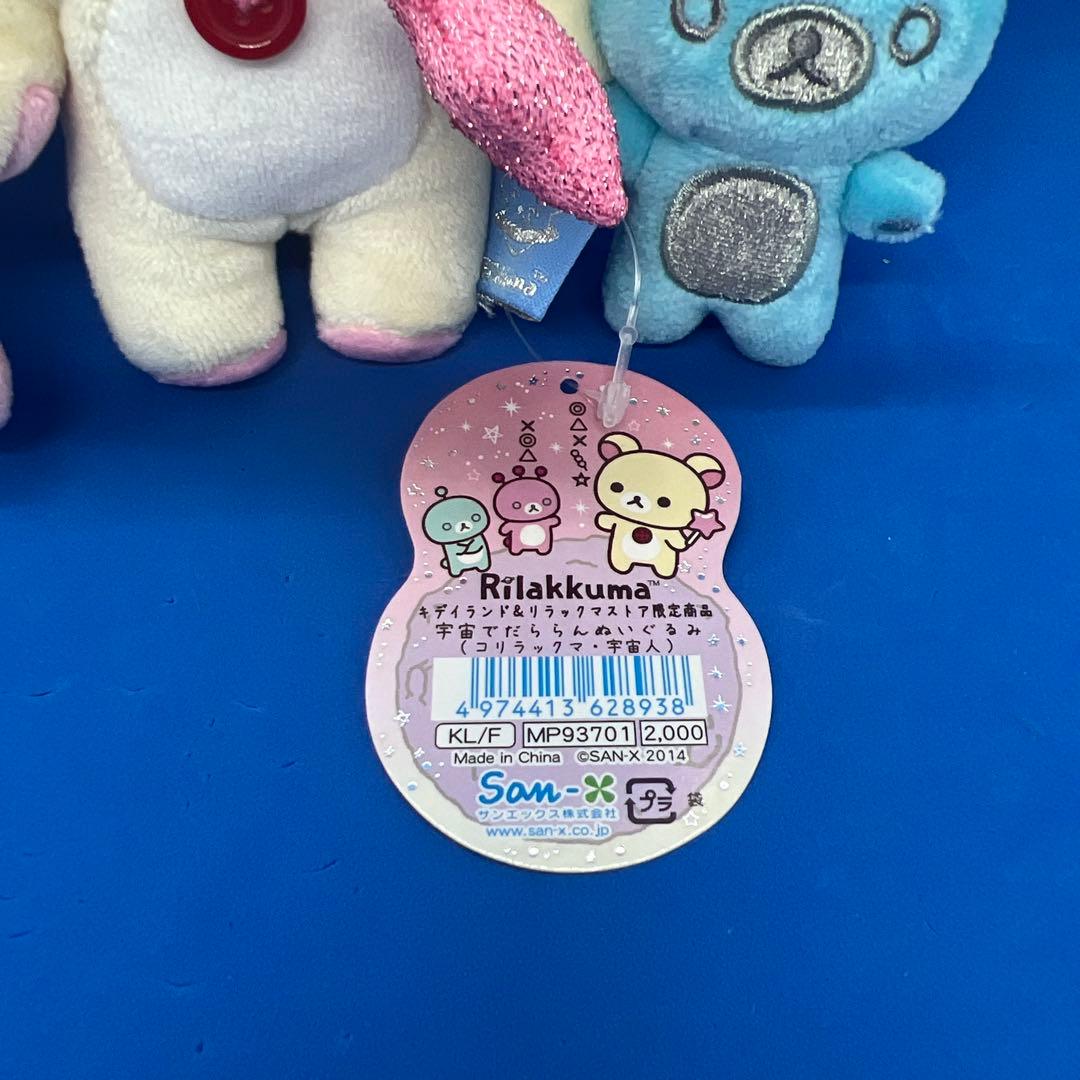 Rilakkuma™
キデイランド&リラックマストア限定商品
宇宙でだららんぬいぐるみ
(コリラックマ・宇宙人)
4 974413 628938
KL/F MP93701 2,000
Made in China ©SAN-X 2014
San-X
サンエックス株式会社
プラ 袋
www.san-x.co.jp